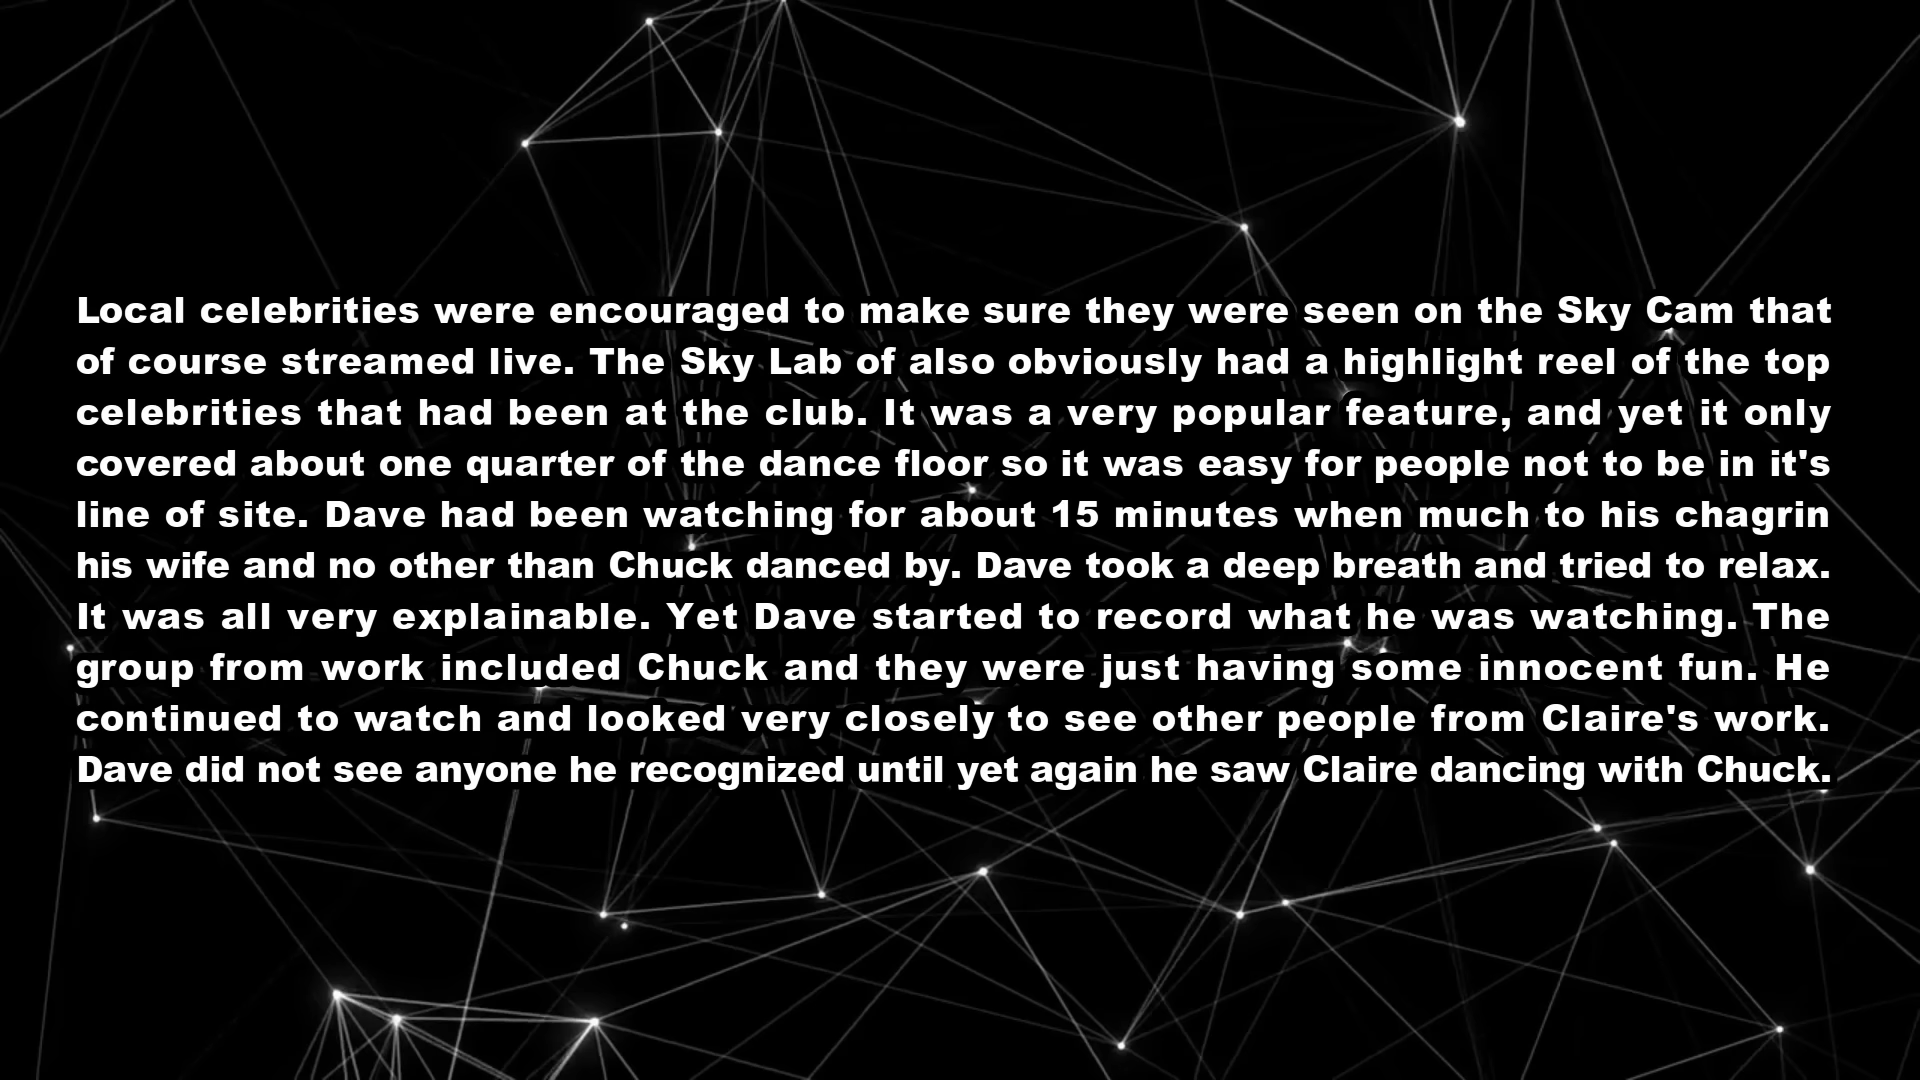 Local celebrities were encouraged to make sure they were seen on the Sky Cam that
of course streamed live. The Sky Lab of also obviously had a highlight reel of the top
celebrities that had been at the club. It was a very popular feature, and yet it only
covered about one quarter of the dance floor so it was easy for people not to be in it's
line of site. Dave had been watching for about 15 minutes when much to his chagrin
his wife and no other than Chuck danced by. Dave took a deep breath and tried to relax.
It was all very explainable. Yet Dave started to record what he was watching. The
group from work included Chuck and they were just having some innocent fun. He
continued to watch and looked very closely to see other people from Claire's work.
Dave did not see anyone he recognized until yet again he saw Claire dancing with Chuck.